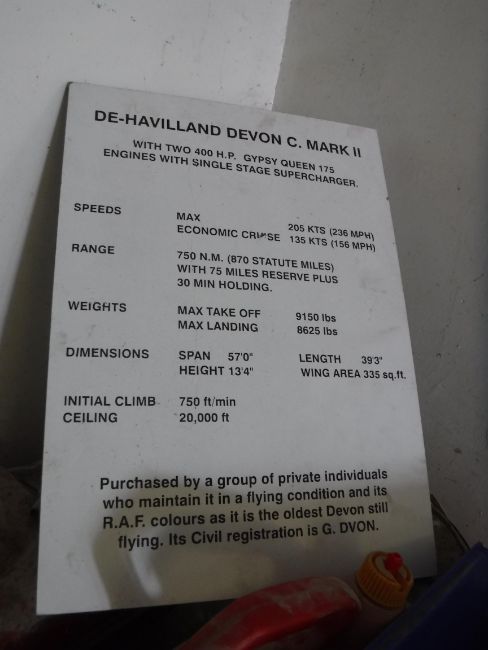 DE-HAVILLAND DEVON C. MARK II
WITH TWO 400 H.P. GYPSY QUEEN 175
ENGINES WITH SINGLE STAGE SUPERCHARGER.
SPEEDS MAX 205 KTS (236 MPH)
ECONOMIC CRUISE 135 KTS (156 MPH)
RANGE 750 N.M. (870 STATUTE MILES)
WITH 75 MILES RESERVE PLUS
30 MIN HOLDING.
WEIGHTS MAX TAKE OFF 9150 lbs
MAX LANDING 8625 lbs
DIMENSIONS SPAN 57'0" LENGTH 39'3"
HEIGHT 13'4" WING AREA 335 sq.ft.
INITIAL CLIMB 750 ft/min
CEILING 20,000 ft
Purchased by a group of private individuals
who maintain it in a flying condition and its
R.A.F. colours as it is the oldest Devon still
flying. Its Civil registration is G. DVON.